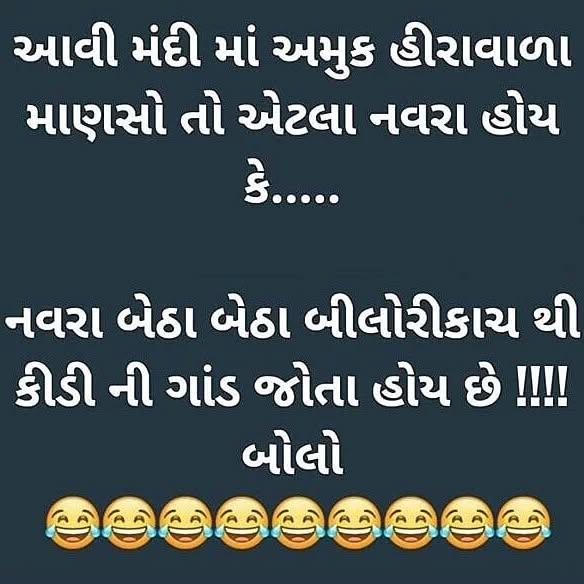 આવી મંદી માં અમુક હીરાવાળા
માણસો તો એટલા નવરા હોય
કે.....
નવરા બેઠા બેઠા બીલોરીકાચ થી
કીડી ની ગાંડ જોતા હોય છે !!!!
બોલો
😂😂😂😂😂😂😂😂😂